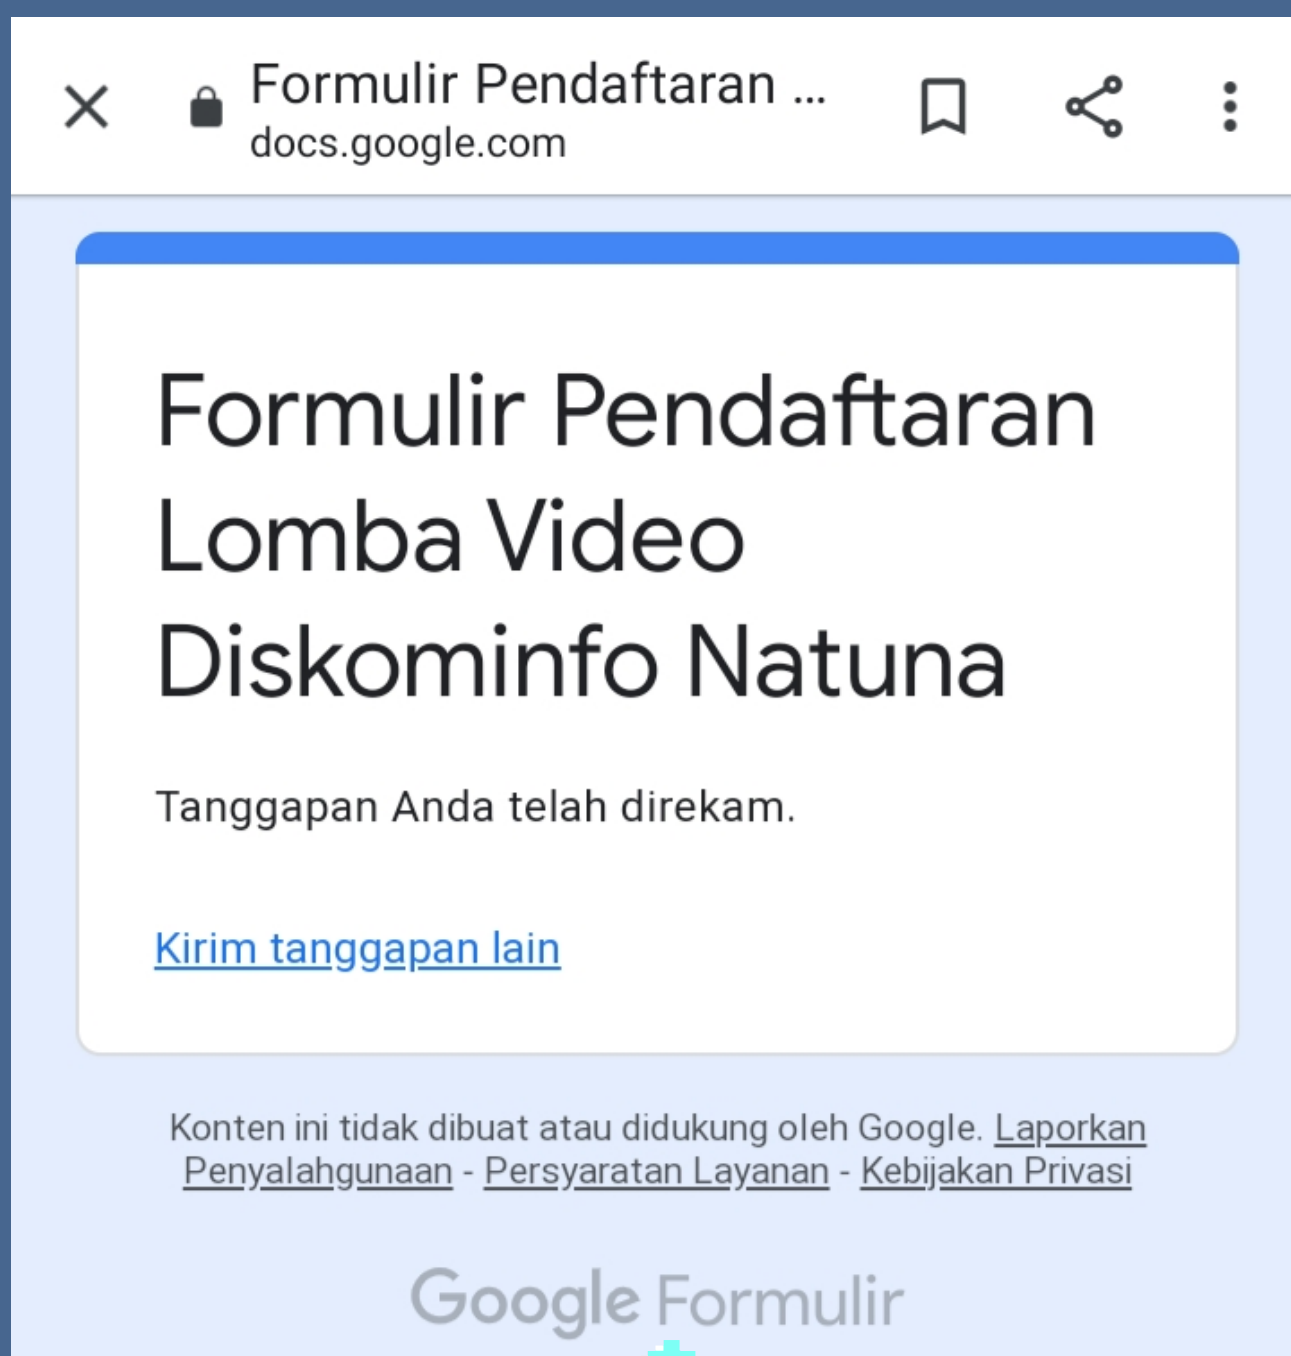 Formulir Pendaftaran ...
docs.google.com
Formulir Pendaftaran
Lomba Video
Diskominfo Natuna
Tanggapan Anda telah direkam.
Kirim tanggapan lain
Konten ini tidak dibuat atau didukung oleh Google. Laporkan
Penyalahgunaan - Persyaratan Layanan - Kebijakan Privasi
Google Formulir